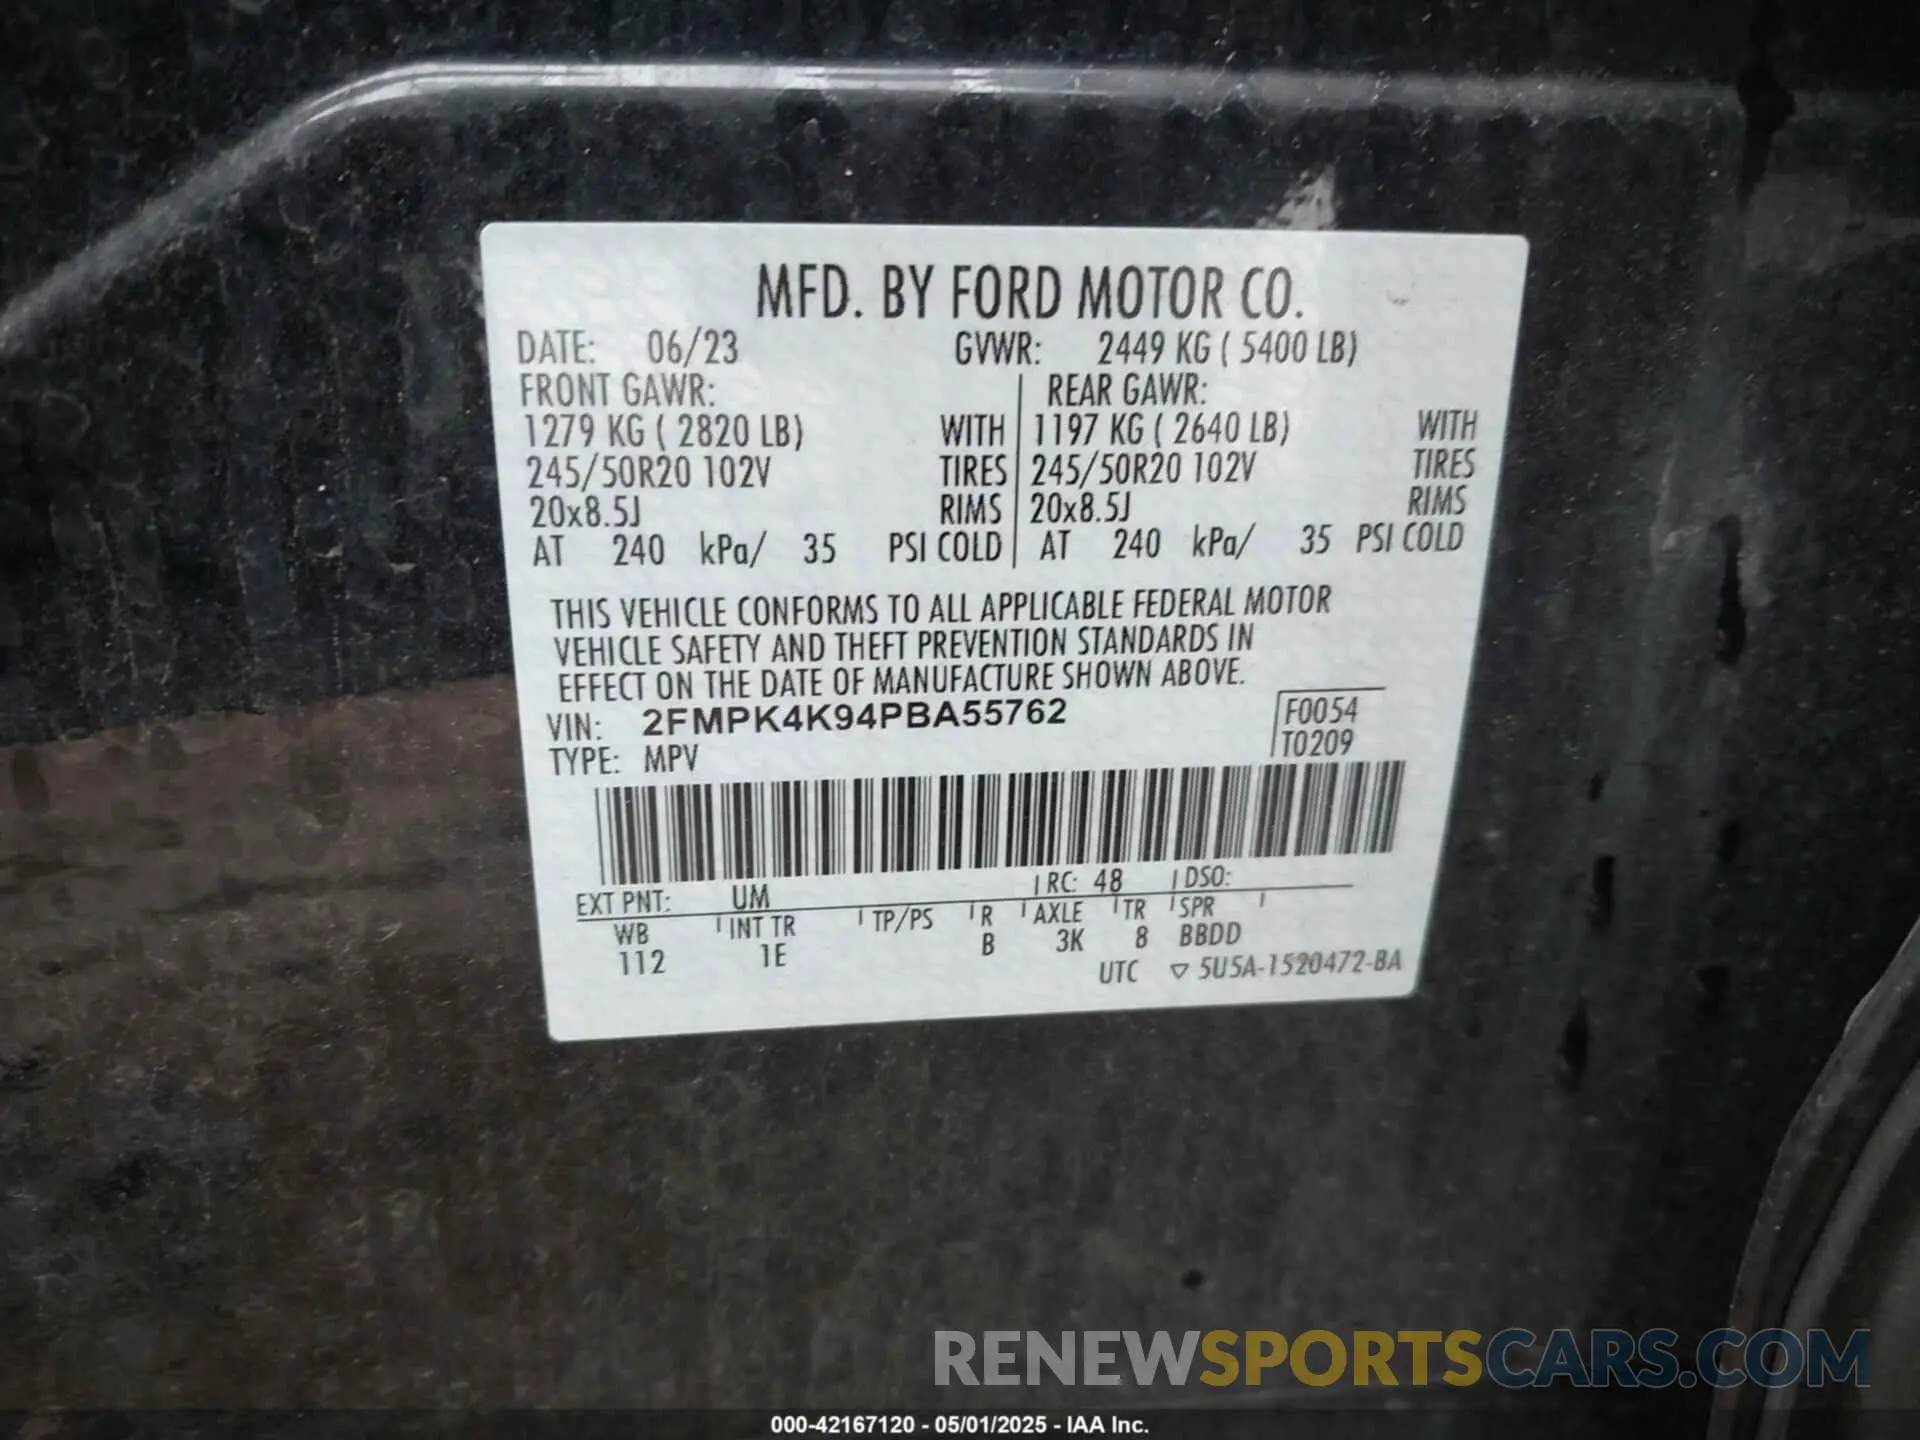 MFD. BY FORD MOTOR CO.
DATE: 06/23 GVWR: 2449 KG ( 5400 LB)
FRONT GAWR: REAR GAWR:
1279 KG ( 2820 LB) WITH 1197 KG ( 2640 LB) WITH
245/50R20 102V TIRES 245/50R20 102V TIRES
20x8.5J RIMS 20x8.5J RIMS
AT 240 kPa/ 35 PSI COLD AT 240 kPa/ 35 PSI COLD
THIS VEHICLE CONFORMS TO ALL APPLICABLE FEDERAL MOTOR
VEHICLE SAFETY AND THEFT PREVENTION STANDARDS IN
EFFECT ON THE DATE OF MANUFACTURE SHOWN ABOVE.
VIN: 2FMPK4K94PBA55762 F0054
TYPE: MPV T0209
EXT PNT: UM RC: 48 DSO:
WB INT TR TP/PS R AXLE TR SPR
112 1E B 3K 8 BBDD
UTC ▽ 5U5A-1520472-BA
RENEWSPORTSCARS.COM
000-42167120 - 05/01/2025 - IAA Inc.